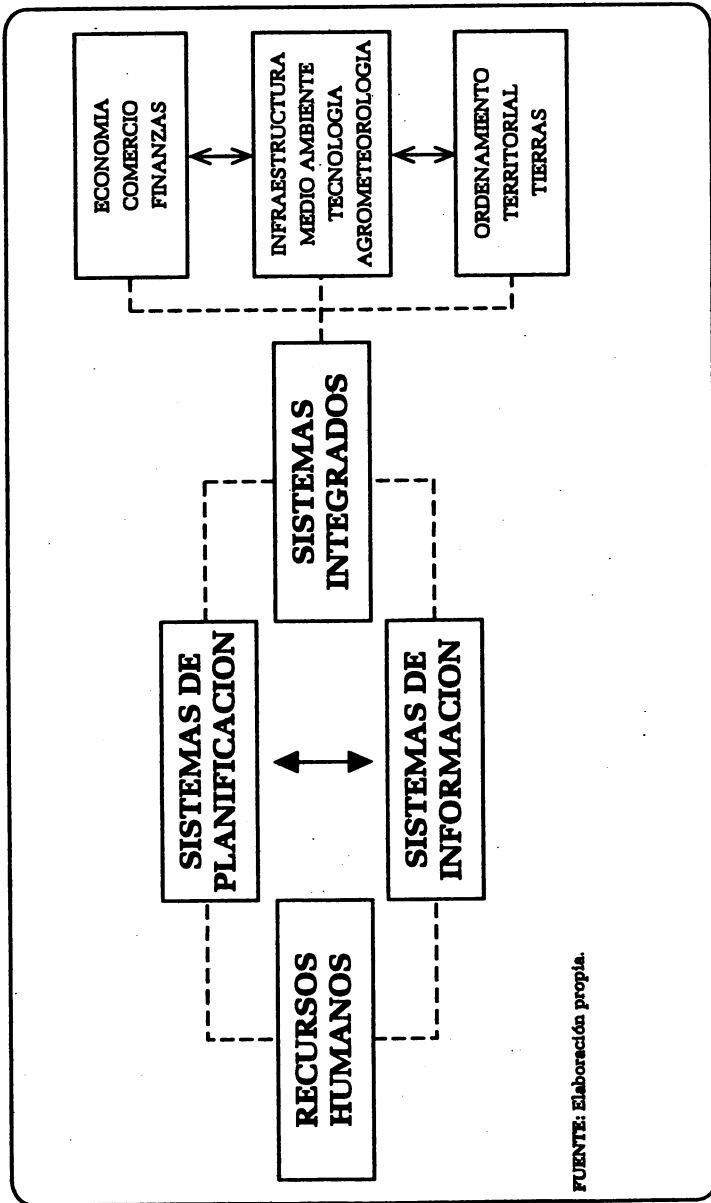 RECURSOS
HUMANOS
SISTEMAS DE
PLANIFICACION
SISTEMAS DE
INFORMACION
SISTEMAS
INTEGRADOS
ECONOMIA
COMERCIO
FINANZAS
INFRAESTRUCTURA
MEDIO AMBIENTE
TECNOLOGIA
AGROMETEOROLOGIA
ORDENAMIENTO
TERRITORIAL
TIERRAS
FUENTE: Elaboración propia.